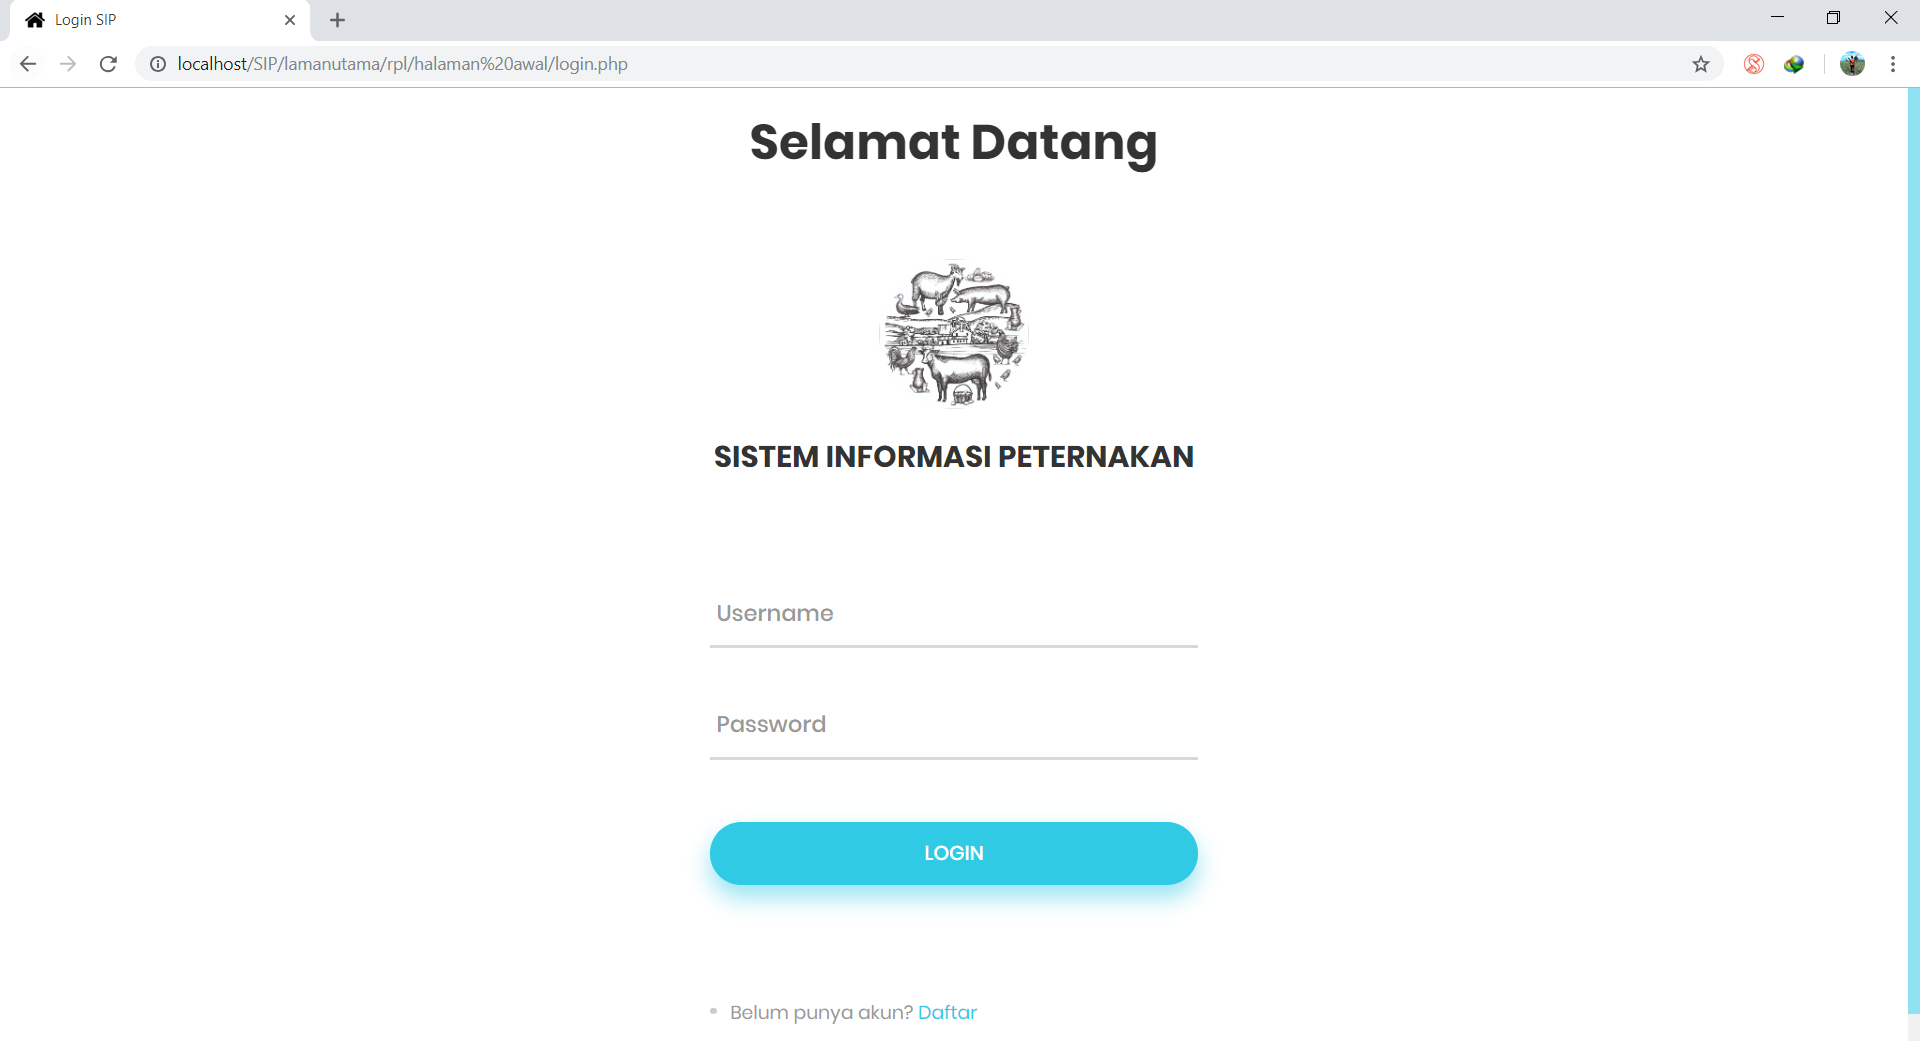 Login SIP
localhost/SIP/lamanutama/rpl/halaman%20awal/login.php
Selamat Datang
SISTEM INFORMASI PETERNAKAN
Username
Password
LOGIN
Belum punya akun? Daftar